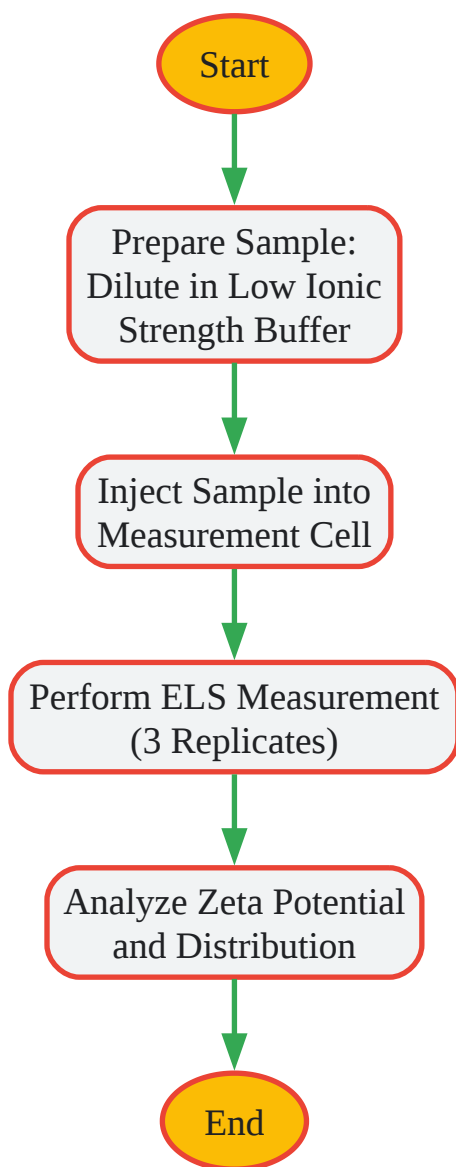 Start
Prepare Sample:
Dilute in Low Ionic
Strength Buffer
Inject Sample into
Measurement Cell
Perform ELS Measurement
(3 Replicates)
Analyze Zeta Potential
and Distribution
End